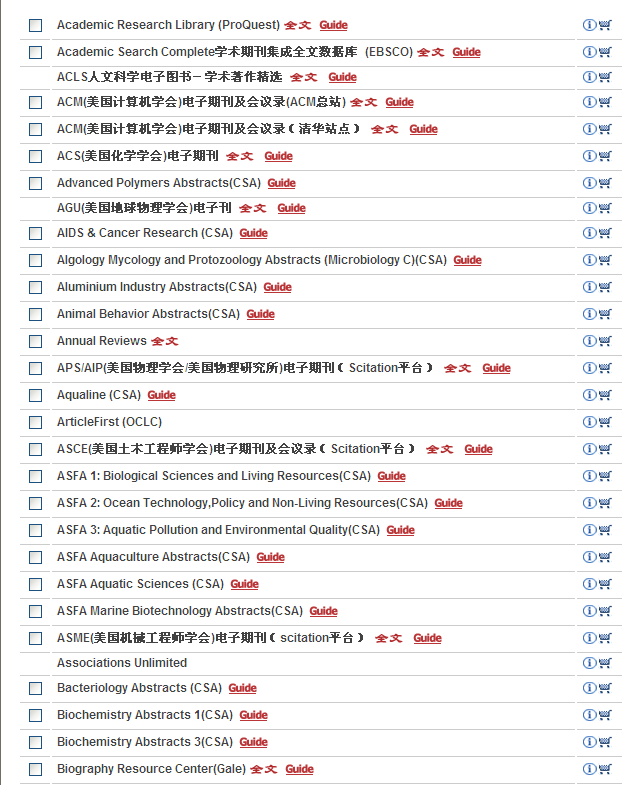 Academic Research Library (ProQuest) 全文 Guide
Academic Search Complete学术期刊集成全文数据库 (EBSCO) 全文 Guide
ACLS人文科学电子图书－学术著作精选 全文 Guide
ACM(美国计算机学会)电子期刊及会议录(ACM总站) 全文 Guide
ACM(美国计算机学会)电子期刊及会议录（清华站点） 全文 Guide
ACS(美国化学学会)电子期刊 全文 Guide
Advanced Polymers Abstracts(CSA) Guide
AGU(美国地球物理学会)电子刊 全文 Guide
AIDS & Cancer Research (CSA) Guide
Algology Mycology and Protozoology Abstracts (Microbiology C)(CSA) Guide
Aluminium Industry Abstracts(CSA) Guide
Animal Behavior Abstracts(CSA) Guide
Annual Reviews 全文
APS/AIP(美国物理学会/美国物理研究所)电子期刊（Scitation平台） 全文 Guide
Aqualine (CSA) Guide
ArticleFirst (OCLC)
ASCE(美国土木工程师学会)电子期刊及会议录（Scitation平台） 全文 Guide
ASFA 1: Biological Sciences and Living Resources(CSA) Guide
ASFA 2: Ocean Technology,Policy and Non-Living Resources(CSA) Guide
ASFA 3: Aquatic Pollution and Environmental Quality(CSA) Guide
ASFA Aquaculture Abstracts(CSA) Guide
ASFA Aquatic Sciences (CSA) Guide
ASFA Marine Biotechnology Abstracts(CSA) Guide
ASME(美国机械工程师学会)电子期刊（scitation平台） 全文 Guide
Associations Unlimited
Bacteriology Abstracts (CSA) Guide
Biochemistry Abstracts 1(CSA) Guide
Biochemistry Abstracts 3(CSA) Guide
Biography Resource Center(Gale) 全文 Guide